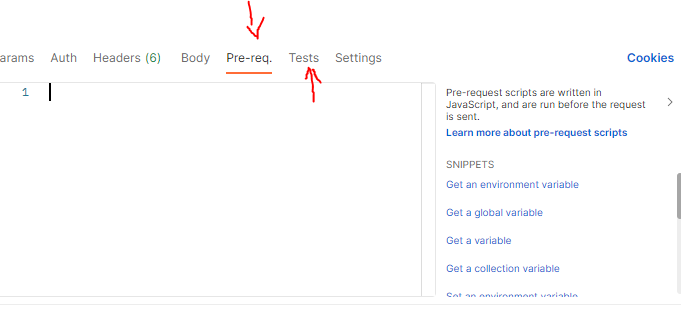 arams Auth Headers (6) Body Pre-req. Tests Settings Cookies
1
Pre-request scripts are written in
JavaScript, and are run before the request
is sent.
Learn more about pre-request scripts
SNIPPETS
Get an environment variable
Get a global variable
Get a variable
Get a collection variable
Set an environment variable